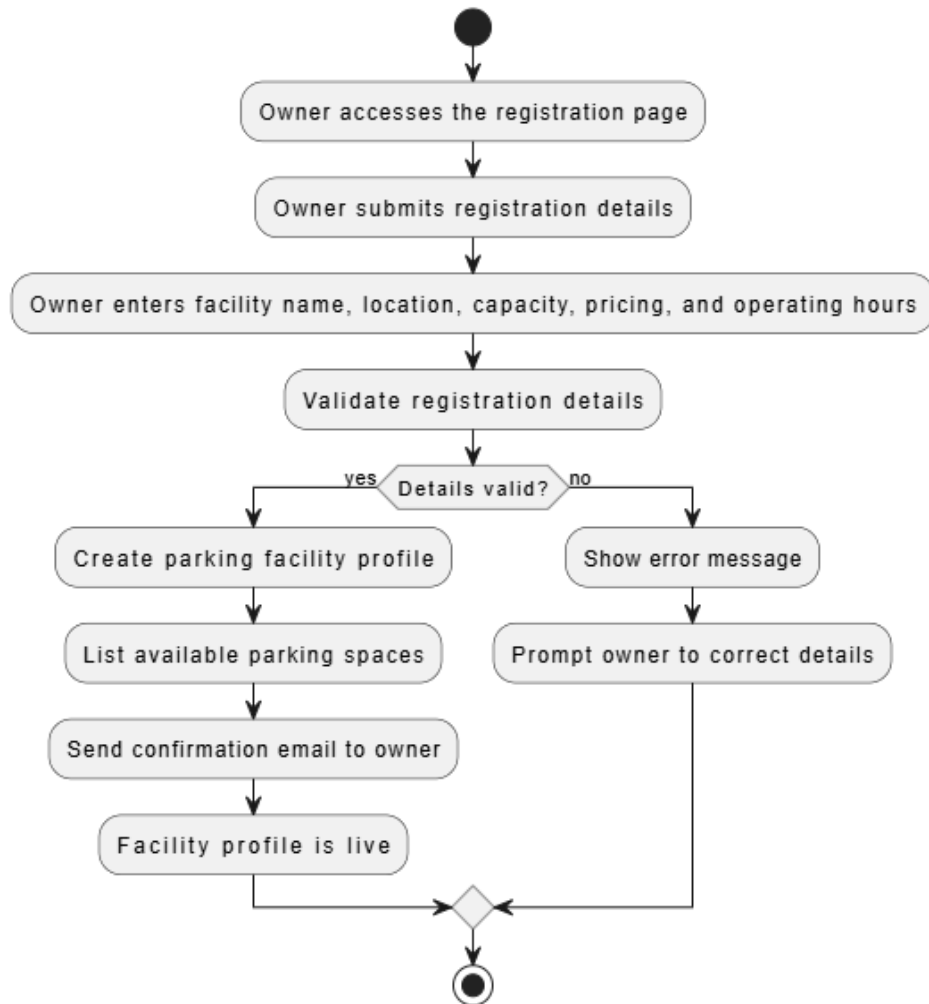 Owner accesses the registration page
Owner submits registration details
Owner enters facility name, location, capacity, pricing, and operating hours
Validate registration details
yes
Details valid?
no
Create parking facility profile
Show error message
List available parking spaces
Prompt owner to correct details
Send confirmation email to owner
Facility profile is live